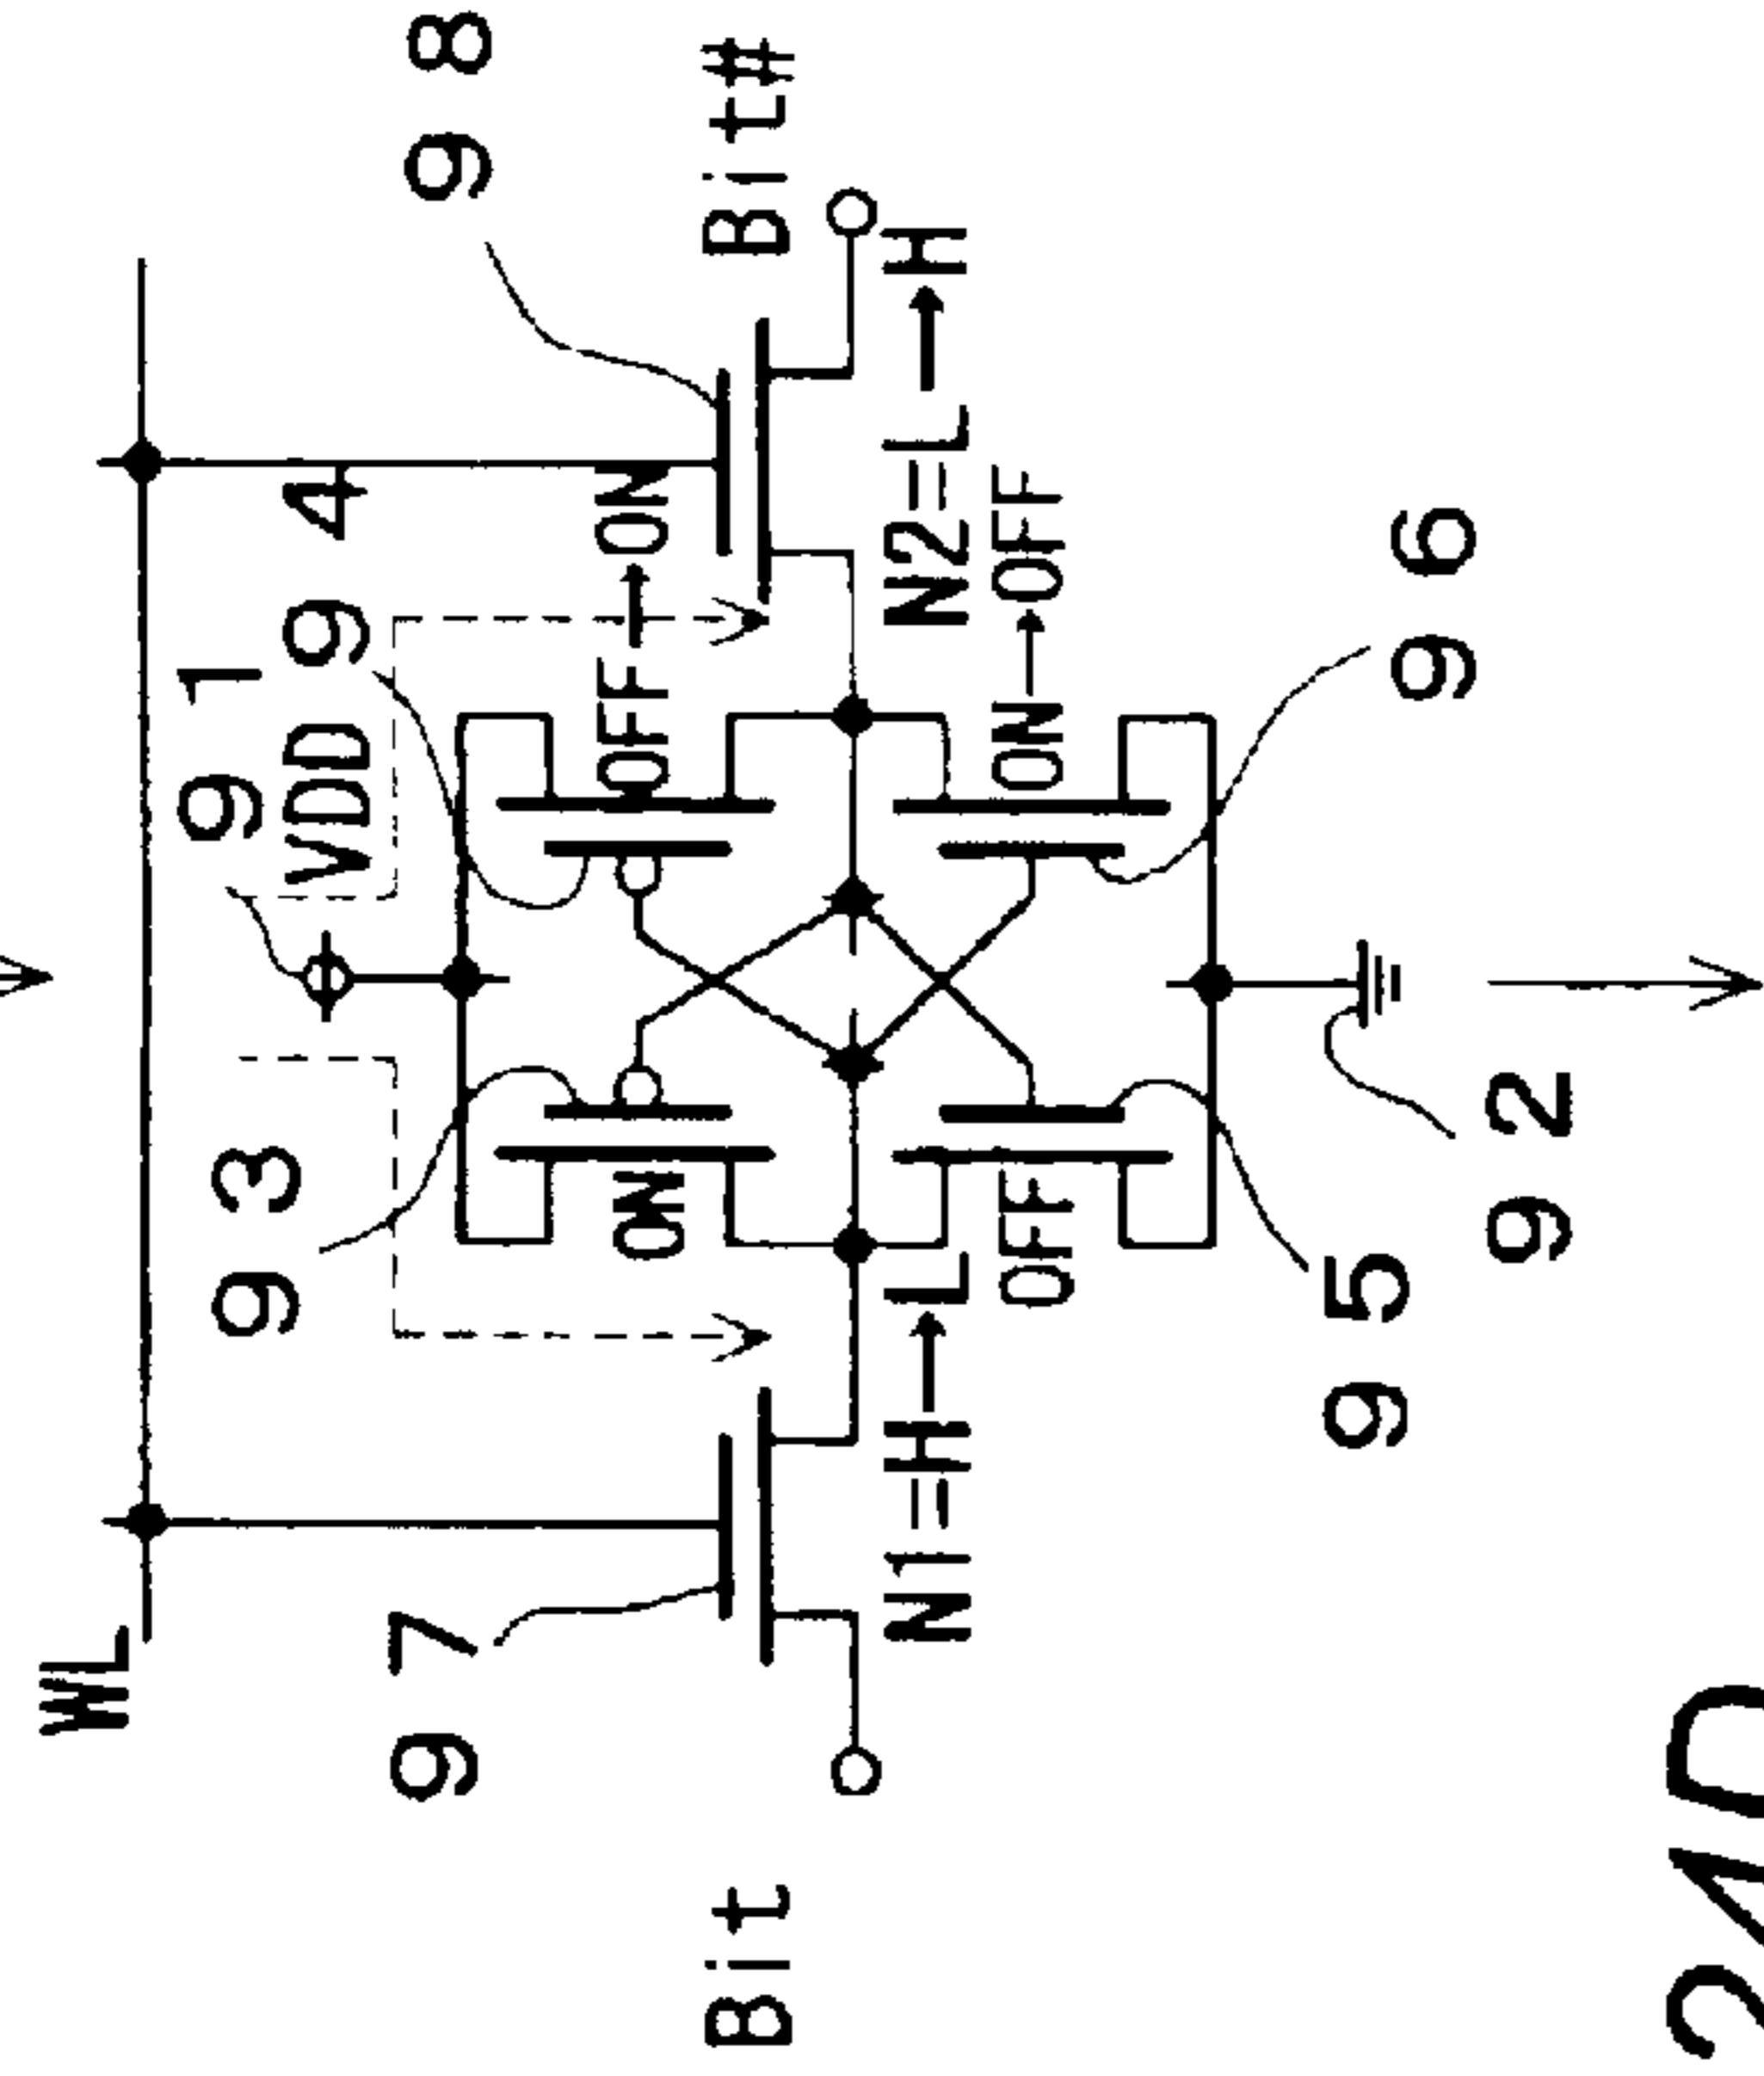 WL
91
93
VDD 94
97
98
ON
OFF→ON
Bit
Bit#
N1=H→L
N2=L→H
OFF
ON→OFF
95
96
92